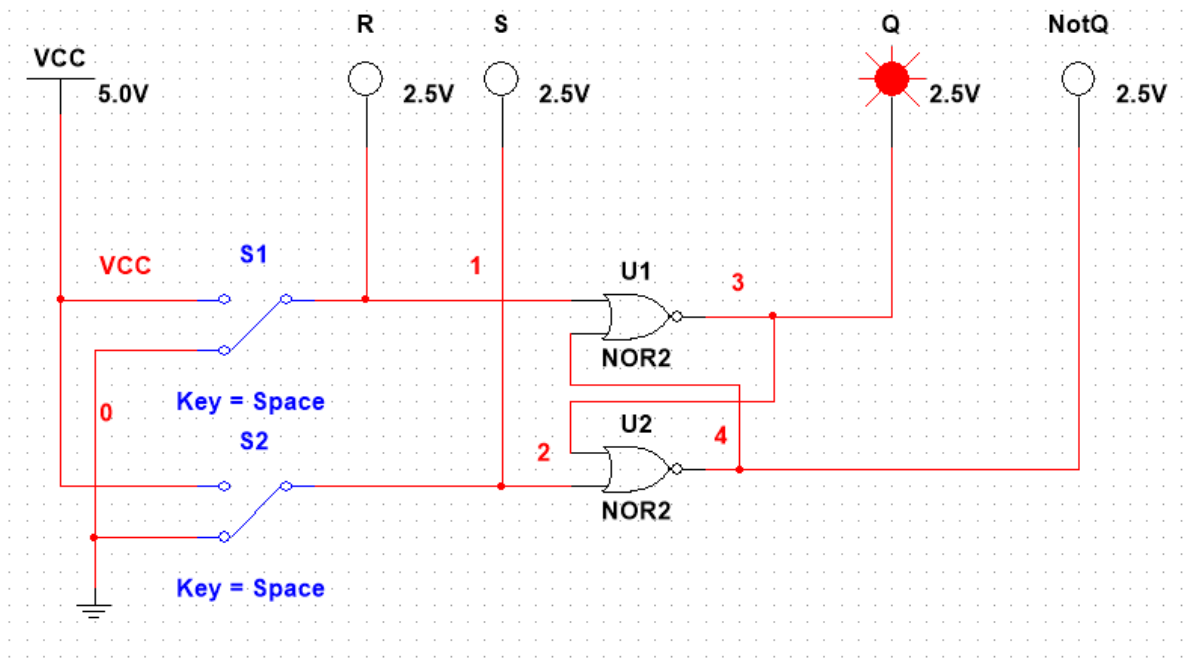 R
S
Q
NotQ
VCC
5.0V
2.5V
2.5V
2.5V
2.5V
VCC
S1
1
U1
3
NOR2
Key = Space
0
S2
U2
4
2
NOR2
Key = Space